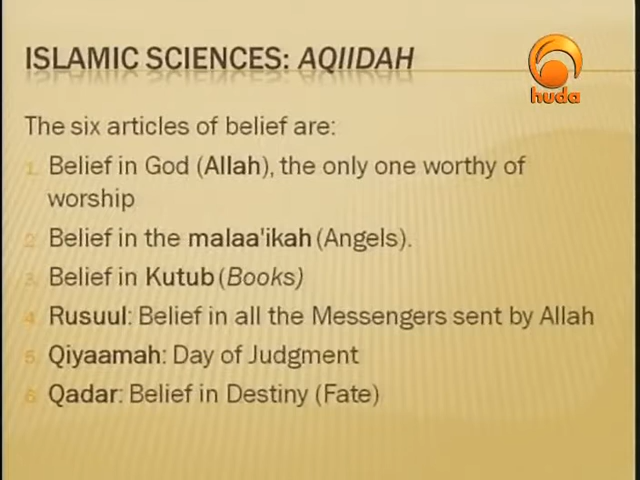 ISLAMIC SCIENCES: AQIIDAH
huda
The six articles of belief are:
1. Belief in God (Allah), the only one worthy of
worship
2. Belief in the malaa'ikah (Angels).
3. Belief in Kutub (Books)
4. Rusuul: Belief in all the Messengers sent by Allah
5. Qiyaamah: Day of Judgment
6. Qadar: Belief in Destiny (Fate)